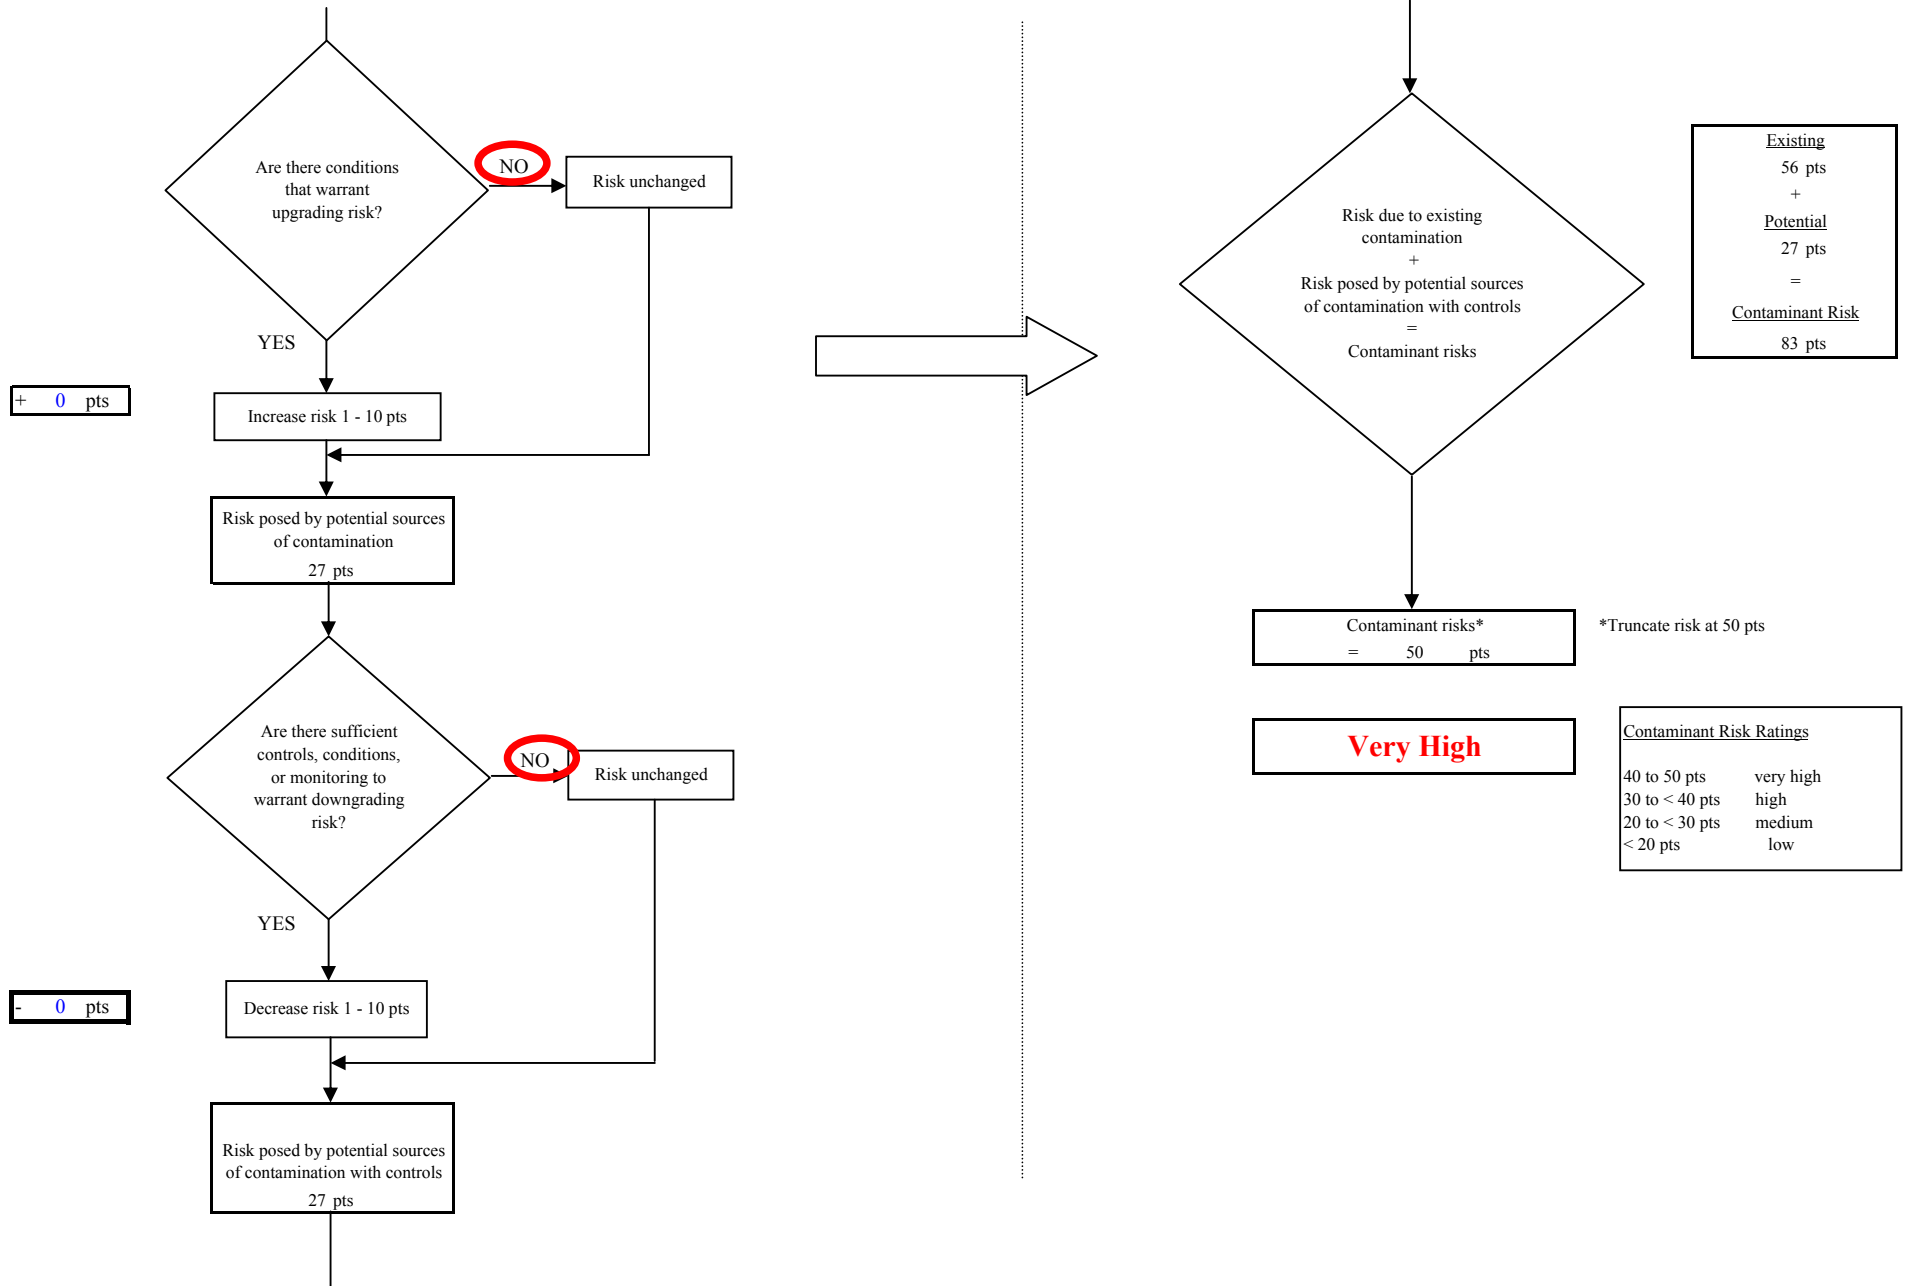 Are there conditions
that warrant
upgrading risk?
NO
Risk unchanged
YES
+ 0 pts
Increase risk 1 - 10 pts
Risk posed by potential sources
of contamination
27 pts
Are there sufficient
controls, conditions,
or monitoring to
warrant downgrading
risk?
NO
Risk unchanged
YES
- 0 pts
Decrease risk 1 - 10 pts
Risk posed by potential sources
of contamination with controls
27 pts
Risk due to existing
contamination
+
Risk posed by potential sources
of contamination with controls
=
Contaminant risks
Existing
56 pts
+
Potential
27 pts
=
Contaminant Risk
83 pts
Contaminant risks*
= 50 pts
*Truncate risk at 50 pts
Very High
Contaminant Risk Ratings
40 to 50 pts very high
30 to < 40 pts high
20 to < 30 pts medium
< 20 pts low